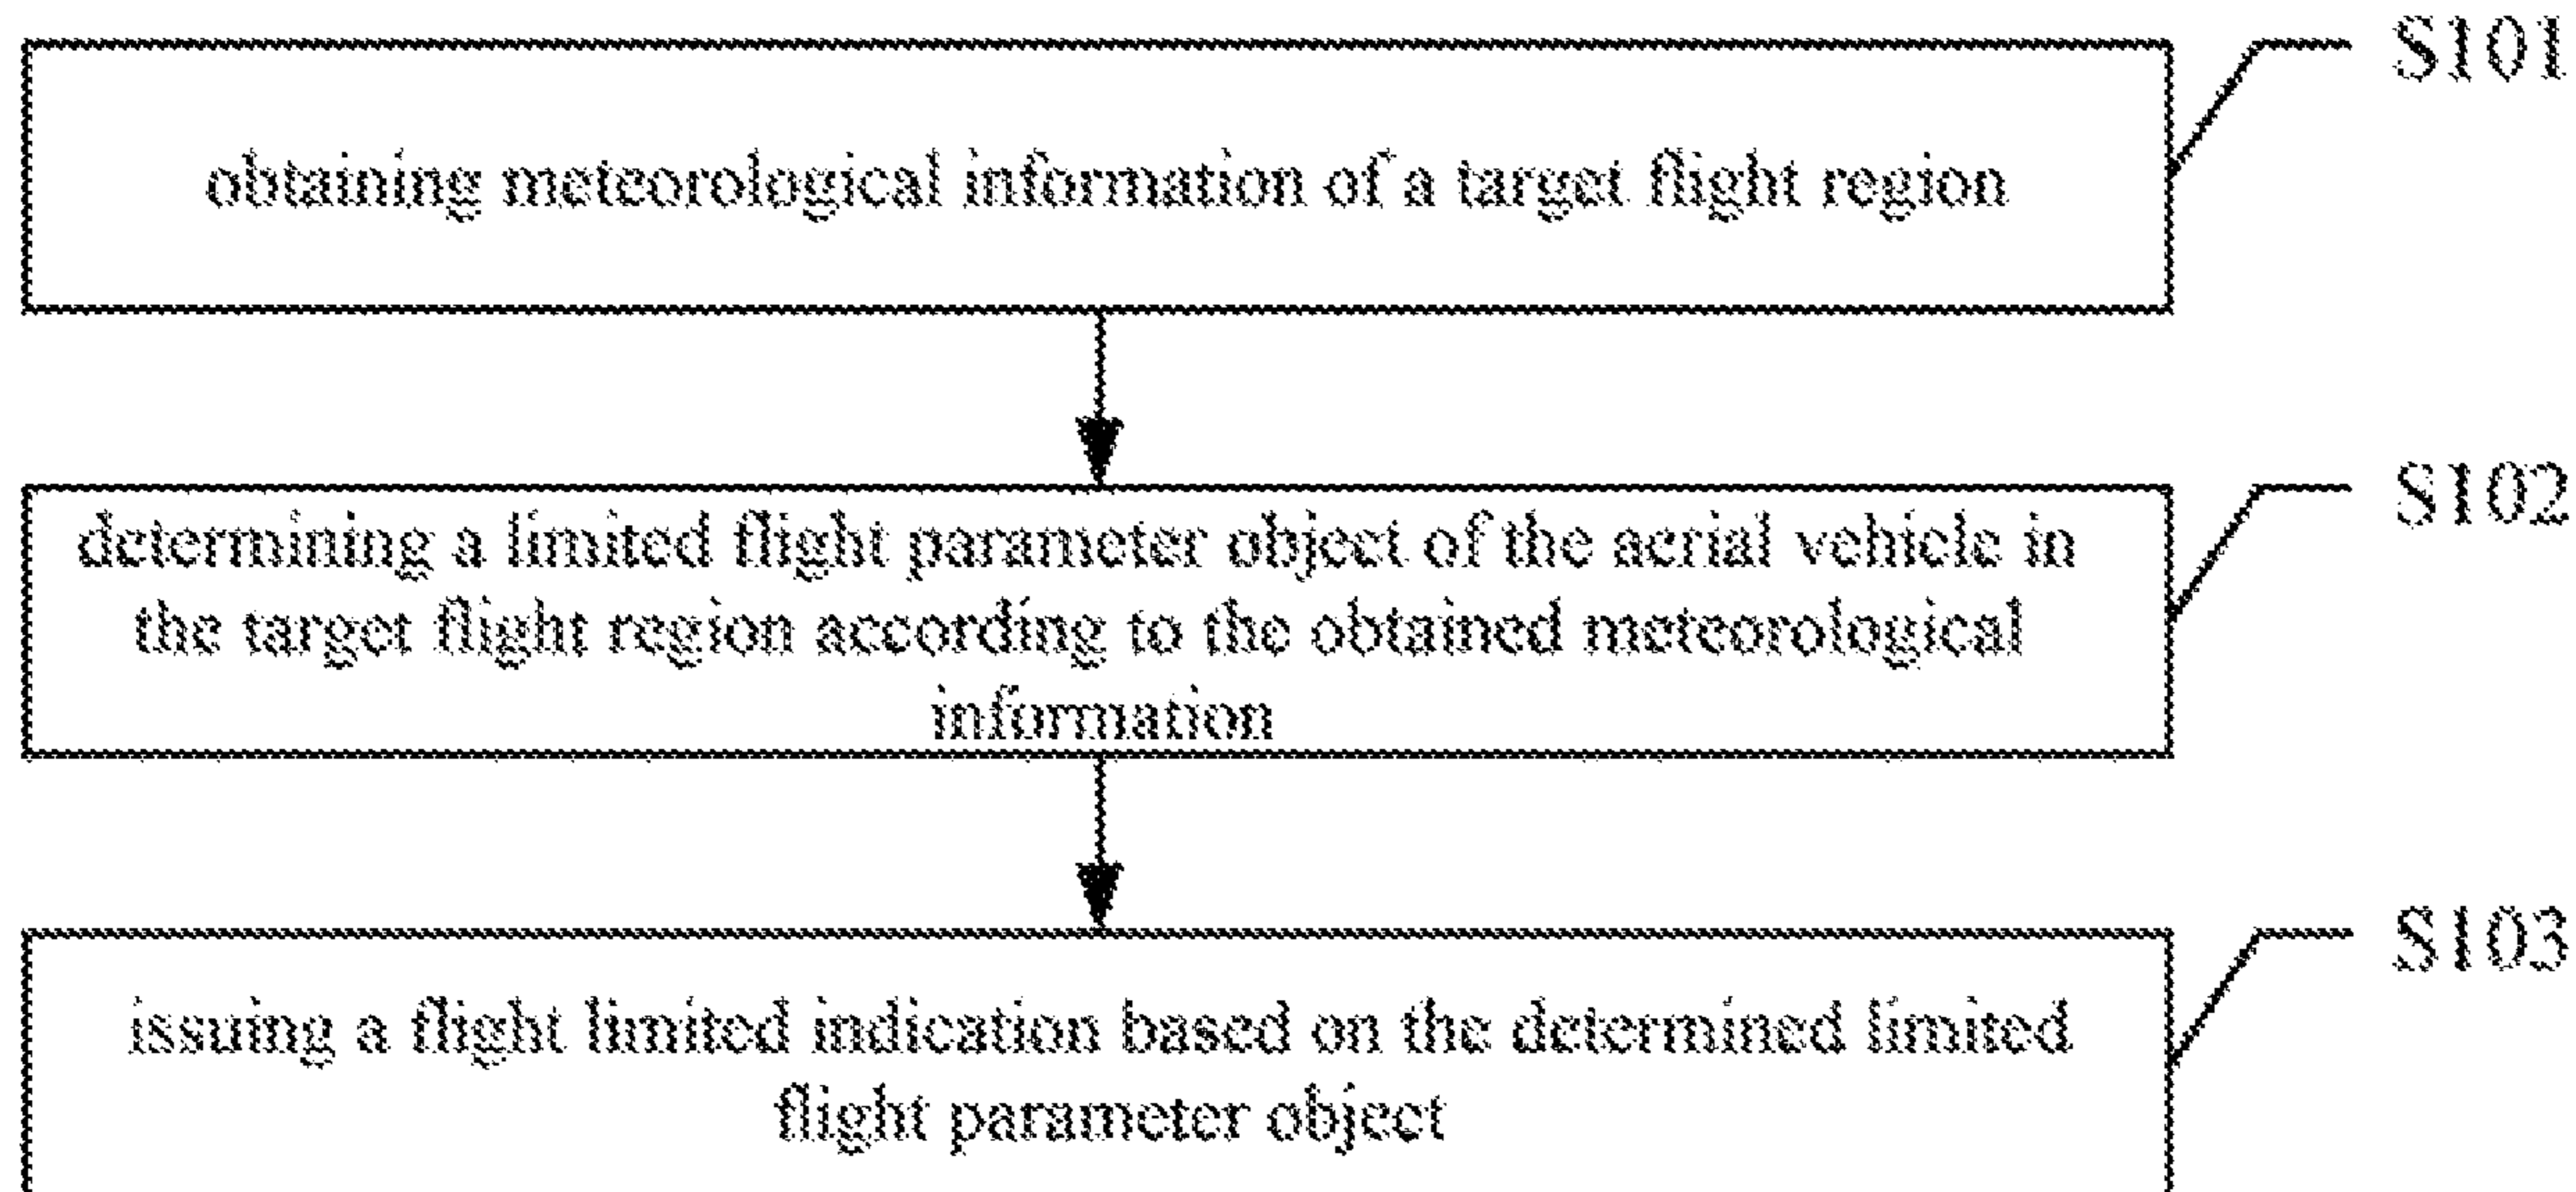 S101
obtaining meteorological information of a target flight region
S102
determining a limited flight parameter object of the aerial vehicle in
the target flight region according to the obtained meteorological
information
S103
issuing a flight limited indication based on the determined limited
flight parameter object